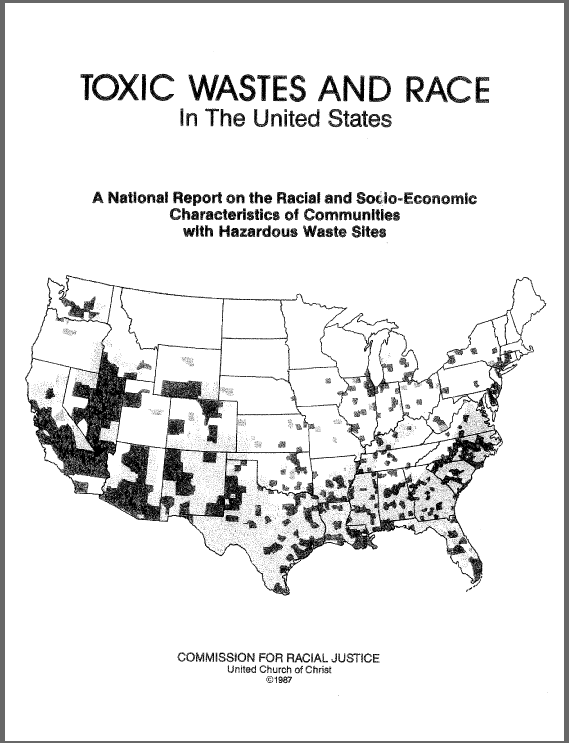 TOXIC WASTES AND RACE
In The United States
A National Report on the Racial and Socio-Economic
Characteristics of Communities
with Hazardous Waste Sites
COMMISSION FOR RACIAL JUSTICE
United Church of Christ
©1987